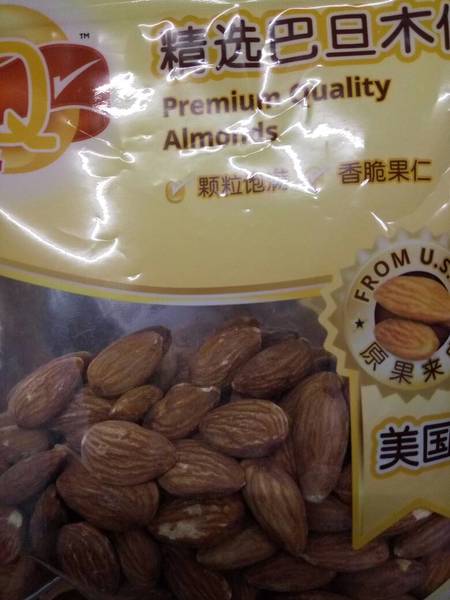 Q
™
精选巴旦木仁
Premium Quality
Almonds
颗粒饱满 香脆果仁
FROM U.S.
原果来
美国